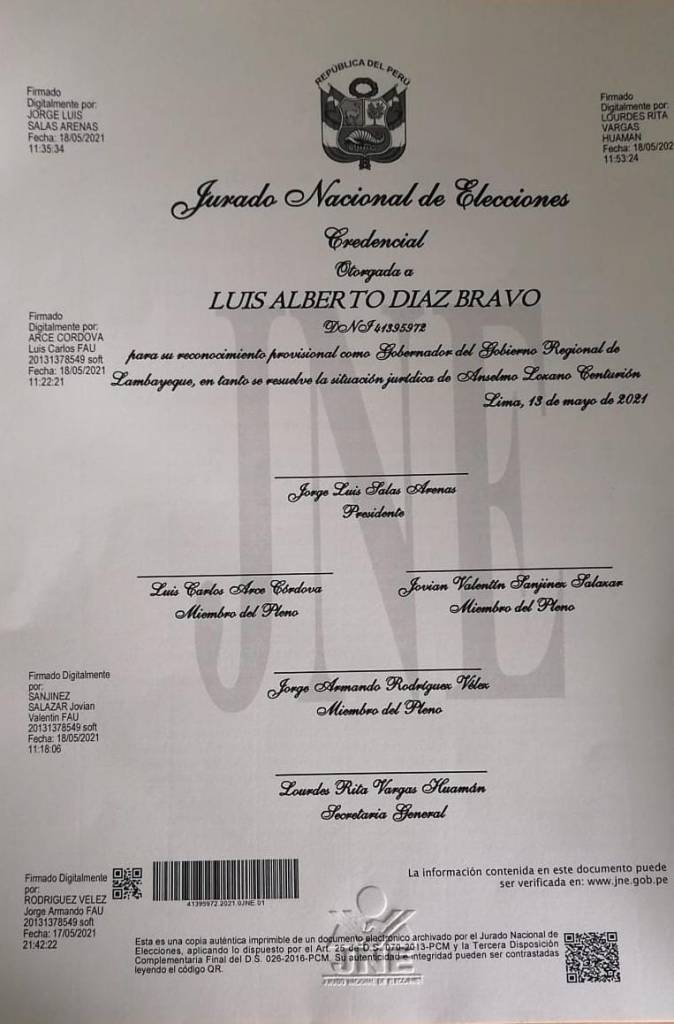 REPÚBLICA DEL PERÚ
Firmado
Digitalmente por:
JORGE LUIS
SALAS ARENAS
Fecha: 18/05/2021
11:35:34
Firmado
Digitalmente por:
LOURDES RITA
VARGAS
HUAMAN
Fecha: 18/05/202
11:53:24
Jurado Nacional de Elecciones
Credencial
Otorgada a
LUIS ALBERTO DIAZ BRAVO
DNI 41395972
para su reconocimiento provisional como Gobernador del Gobierno Regional de
Lambayeque, en tanto se resuelve la situación jurídica de Anselmo Lozano Centurión
Lima, 13 de mayo de 2021
Firmado
Digitalmente por:
ARCE CORDOVA
Luis Carlos FAU
20131378549 soft
Fecha: 18/05/2021
11:22:21
JNE
Jorge Luis Salas Arenas
Presidente
Luis Carlos Arce Córdova
Miembro del Pleno
Jovian Valentín Sanjinez Salazar
Miembro del Pleno
Firmado Digitalmente
por:
SANJINEZ
SALAZAR Jovian
Valentin FAU
20131378549 soft
Fecha: 18/05/2021
11:18:06
Jorge Armando Rodríguez Vélez
Miembro del Pleno
Lourdes Rita Vargas Huamán
Secretaria General
Firmado Digitalmente
por:
RODRIGUEZ VELEZ
Jorge Armando FAU
20131378549 soft
Fecha: 17/05/2021
21:42:22
41395972.2021.0JNE.01
La información contenida en este documento puede
ser verificada en: www.jne.gob.pe
Esta es una copia auténtica imprimible de un documento electrónico archivado por el Jurado Nacional de
Elecciones, aplicando lo dispuesto por el Art. 25 de D.S. 070-2013-PCM y la Tercera Disposición
Complementaria Final del D.S. 026-2016-PCM. Su autenticidad e integridad pueden ser contrastadas
leyendo el código QR.
JNE
JURADO NACIONAL DE ELECCIONES